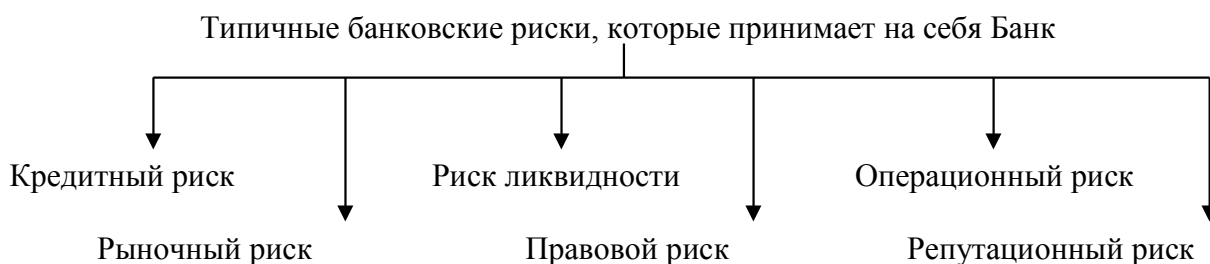 Типичные банковские риски, которые принимает на себя Банк
Кредитный риск Риск ликвидности Операционный риск
Рыночный риск Правовой риск Репутационный риск